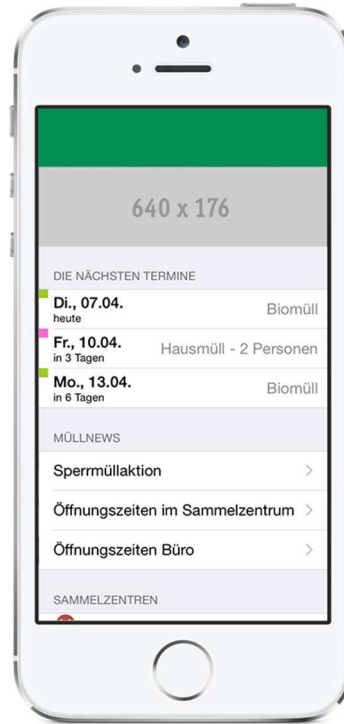 640 x 176
DIE NÄCHSTEN TERMINE
Di., 07.04.
heute
Biomüll
Fr., 10.04.
in 3 Tagen
Hausmüll - 2 Personen
Mo., 13.04.
in 6 Tagen
Biomüll
MÜLLNEWS
Sperrmüllaktion
Öffnungszeiten im Sammelzentrum
Öffnungszeiten Büro
SAMMELZENTREN